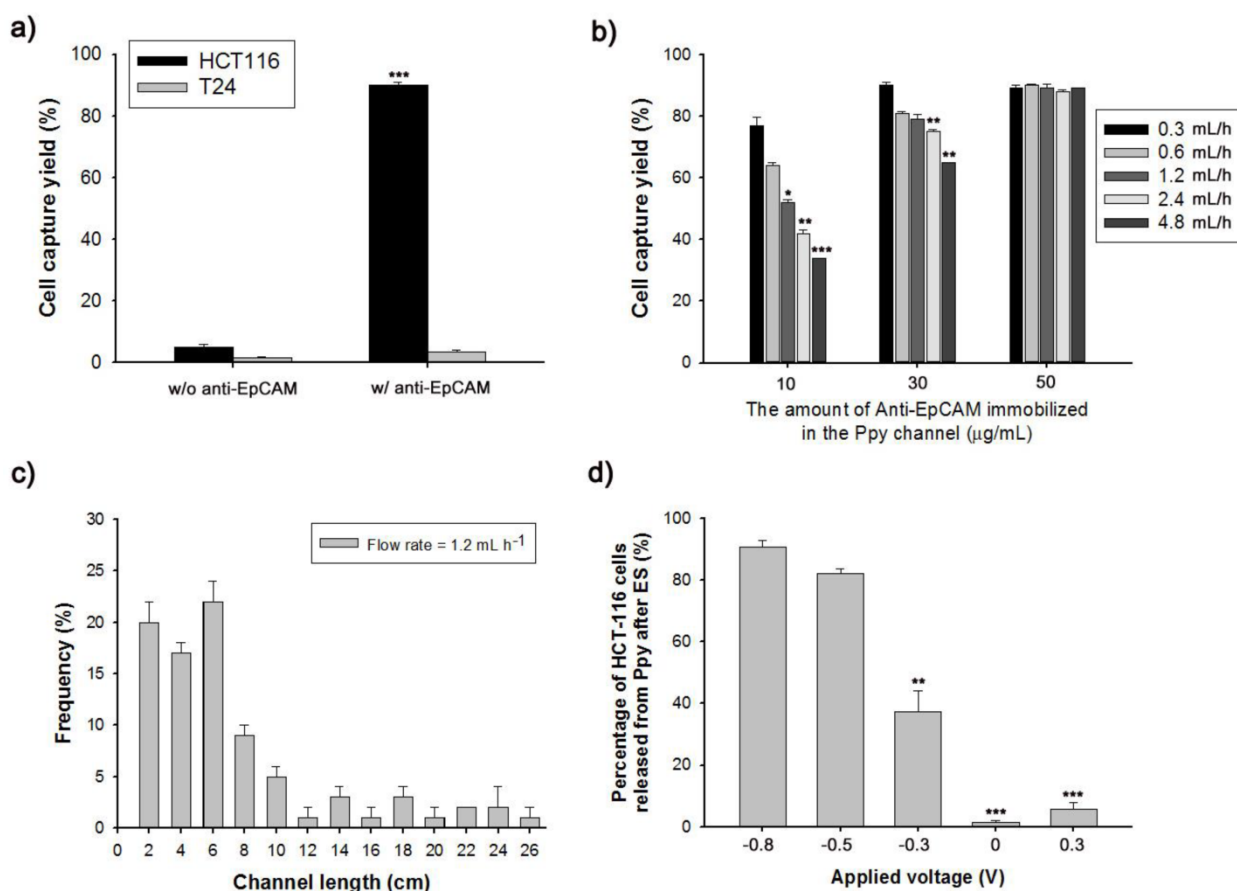 a)
HCT116
T24
***
100
80
60
40
20
0
Cell capture yield (%)
w/o anti-EpCAM
w/ anti-EpCAM
b)
100
80
60
40
20
0
Cell capture yield (%)
*
**
***
**
**
0.3 mL/h
0.6 mL/h
1.2 mL/h
2.4 mL/h
4.8 mL/h
10
30
50
The amount of Anti-EpCAM immobilized
in the Ppy channel (μg/mL)
c)
30
25
20
15
10
5
0
Frequency (%)
Flow rate = 1.2 mL h⁻¹
0 2 4 6 8 10 12 14 16 18 20 22 24 26
Channel length (cm)
d)
100
80
60
40
20
0
Percentage of HCT-116 cells
released from Ppy after ES (%)
**
***
***
-0.8 -0.5 -0.3 0 0.3
Applied voltage (V)